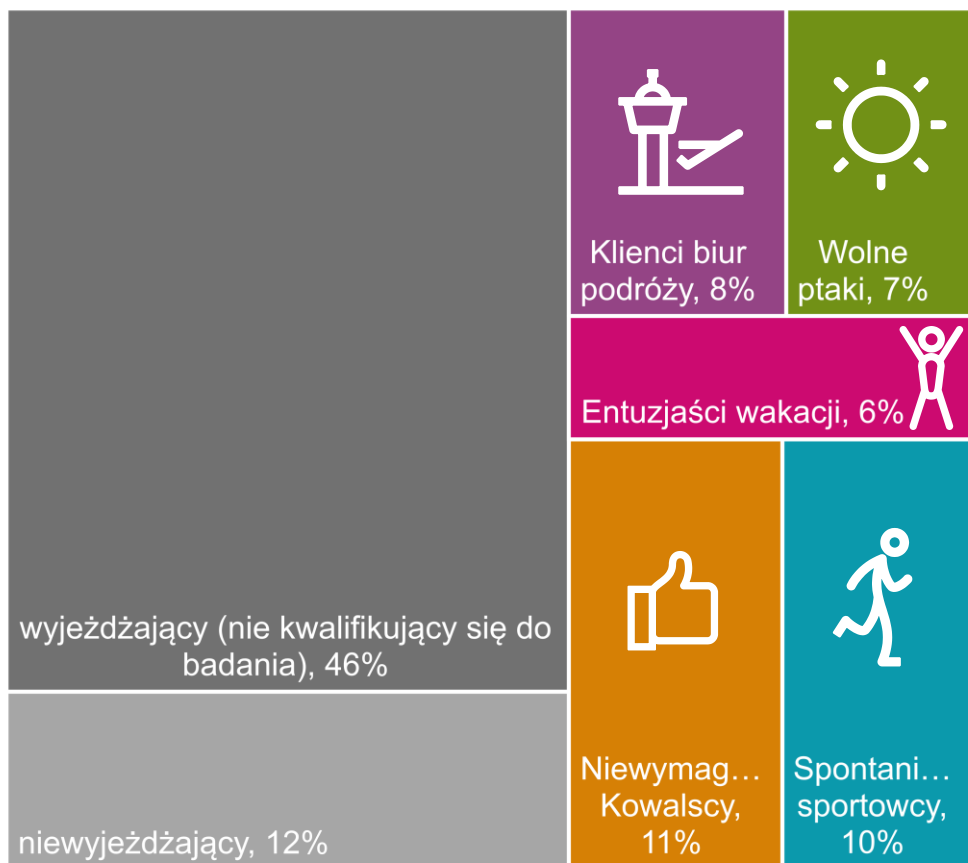 wyjeżdżający (nie kwalifikujący się do
badania), 46%
niewyjeżdżający, 12%
Klienci biur
podróży, 8%
Wolne
ptaki, 7%
Entuzjaści wakacji, 6%
Niewymag…
Kowalscy,
11%
Spontani…
sportowcy,
10%